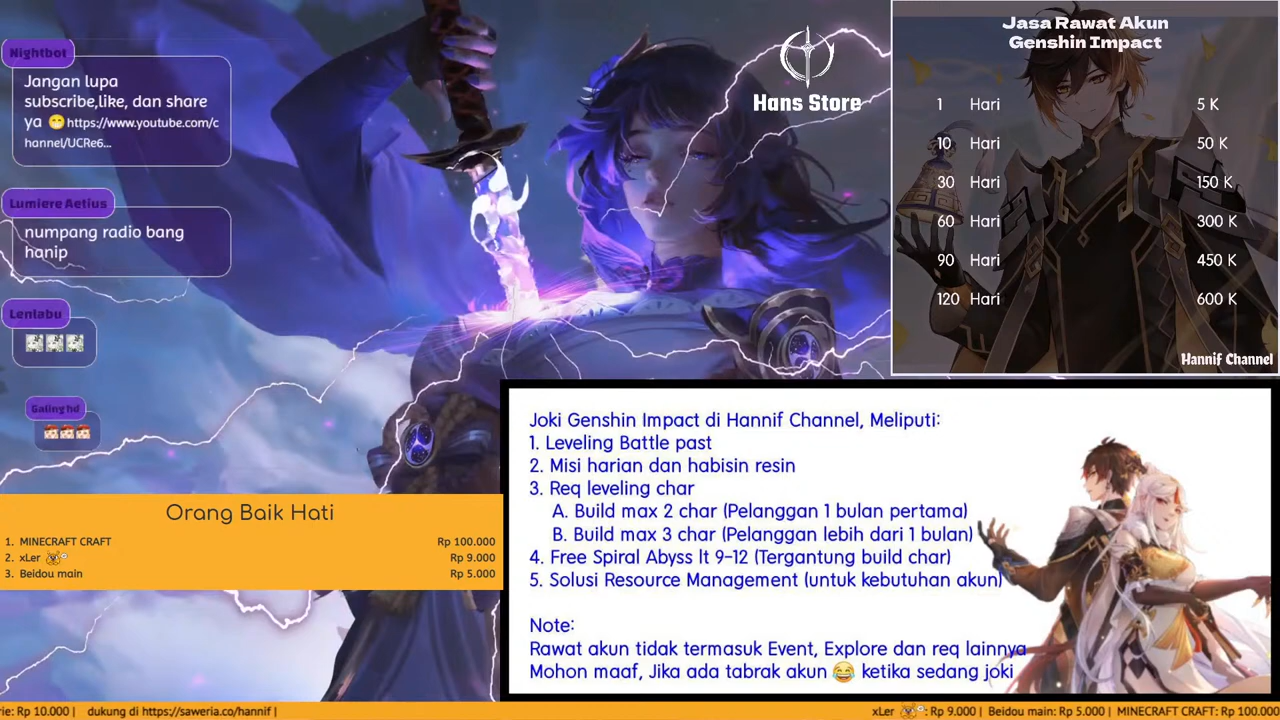 Nightbot
Jangan lupa
subscribe,like, dan share
ya 😁 https://www.youtube.com/c
hannel/UCRe6...
Lumiere Aetius
numpang radio bang
hanip
Lenlabu
Galinghd
Hans Store
Jasa Rawat Akun
Genshin Impact
1 Hari 5 K
10 Hari 50 K
30 Hari 150 K
60 Hari 300 K
90 Hari 450 K
120 Hari 600 K
Hannif Channel
Orang Baik Hati
1. MINECRAFT CRAFT Rp 100.000
2. xLer Rp 9.000
3. Beidou main Rp 5.000
Joki Genshin Impact di Hannif Channel, Meliputi:
1. Leveling Battle past
2. Misi harian dan habisin resin
3. Req leveling char
A. Build max 2 char (Pelanggan 1 bulan pertama)
B. Build max 3 char (Pelanggan lebih dari 1 bulan)
4. Free Spiral Abyss lt 9-12 (Tergantung build char)
5. Solusi Resource Management (untuk kebutuhan akun)
Note:
Rawat akun tidak termasuk Event, Explore dan req lainnya
Mohon maaf, Jika ada tabrak akun 😂 ketika sedang joki
rie: Rp 10.000 | dukung di https://saweria.co/hannif | xLer : Rp 9.000 | Beidou main: Rp 5.000 | MINECRAFT CRAFT: Rp 100.000